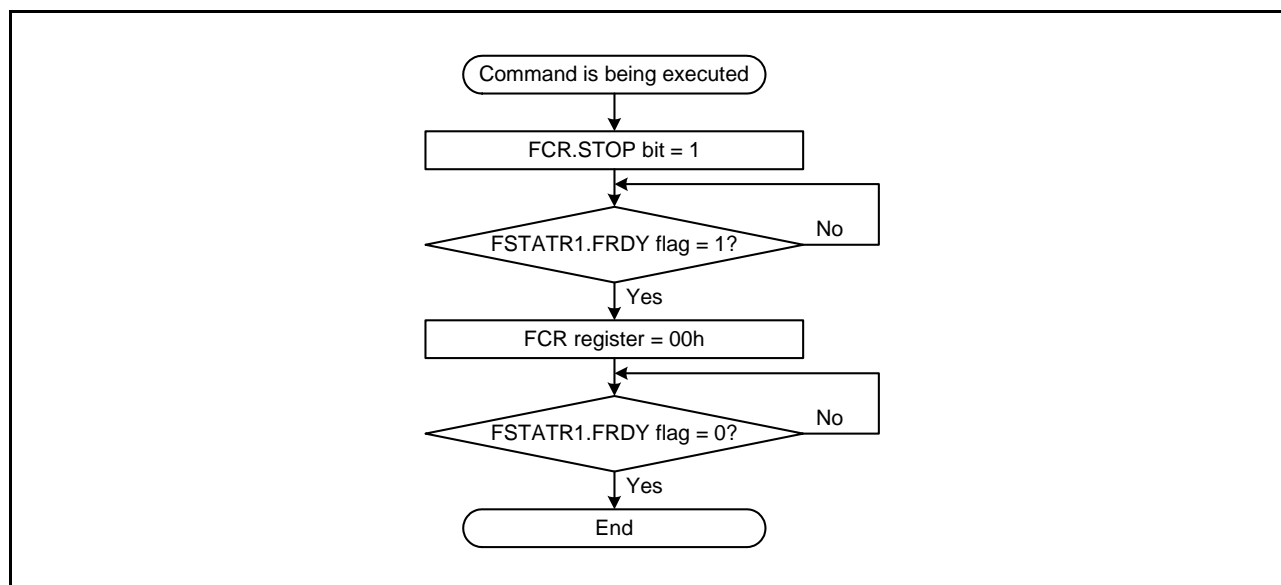 Command is being executed
FCR.STOP bit = 1
FSTATR1.FRDY flag = 1?
No
Yes
FCR register = 00h
FSTATR1.FRDY flag = 0?
No
Yes
End